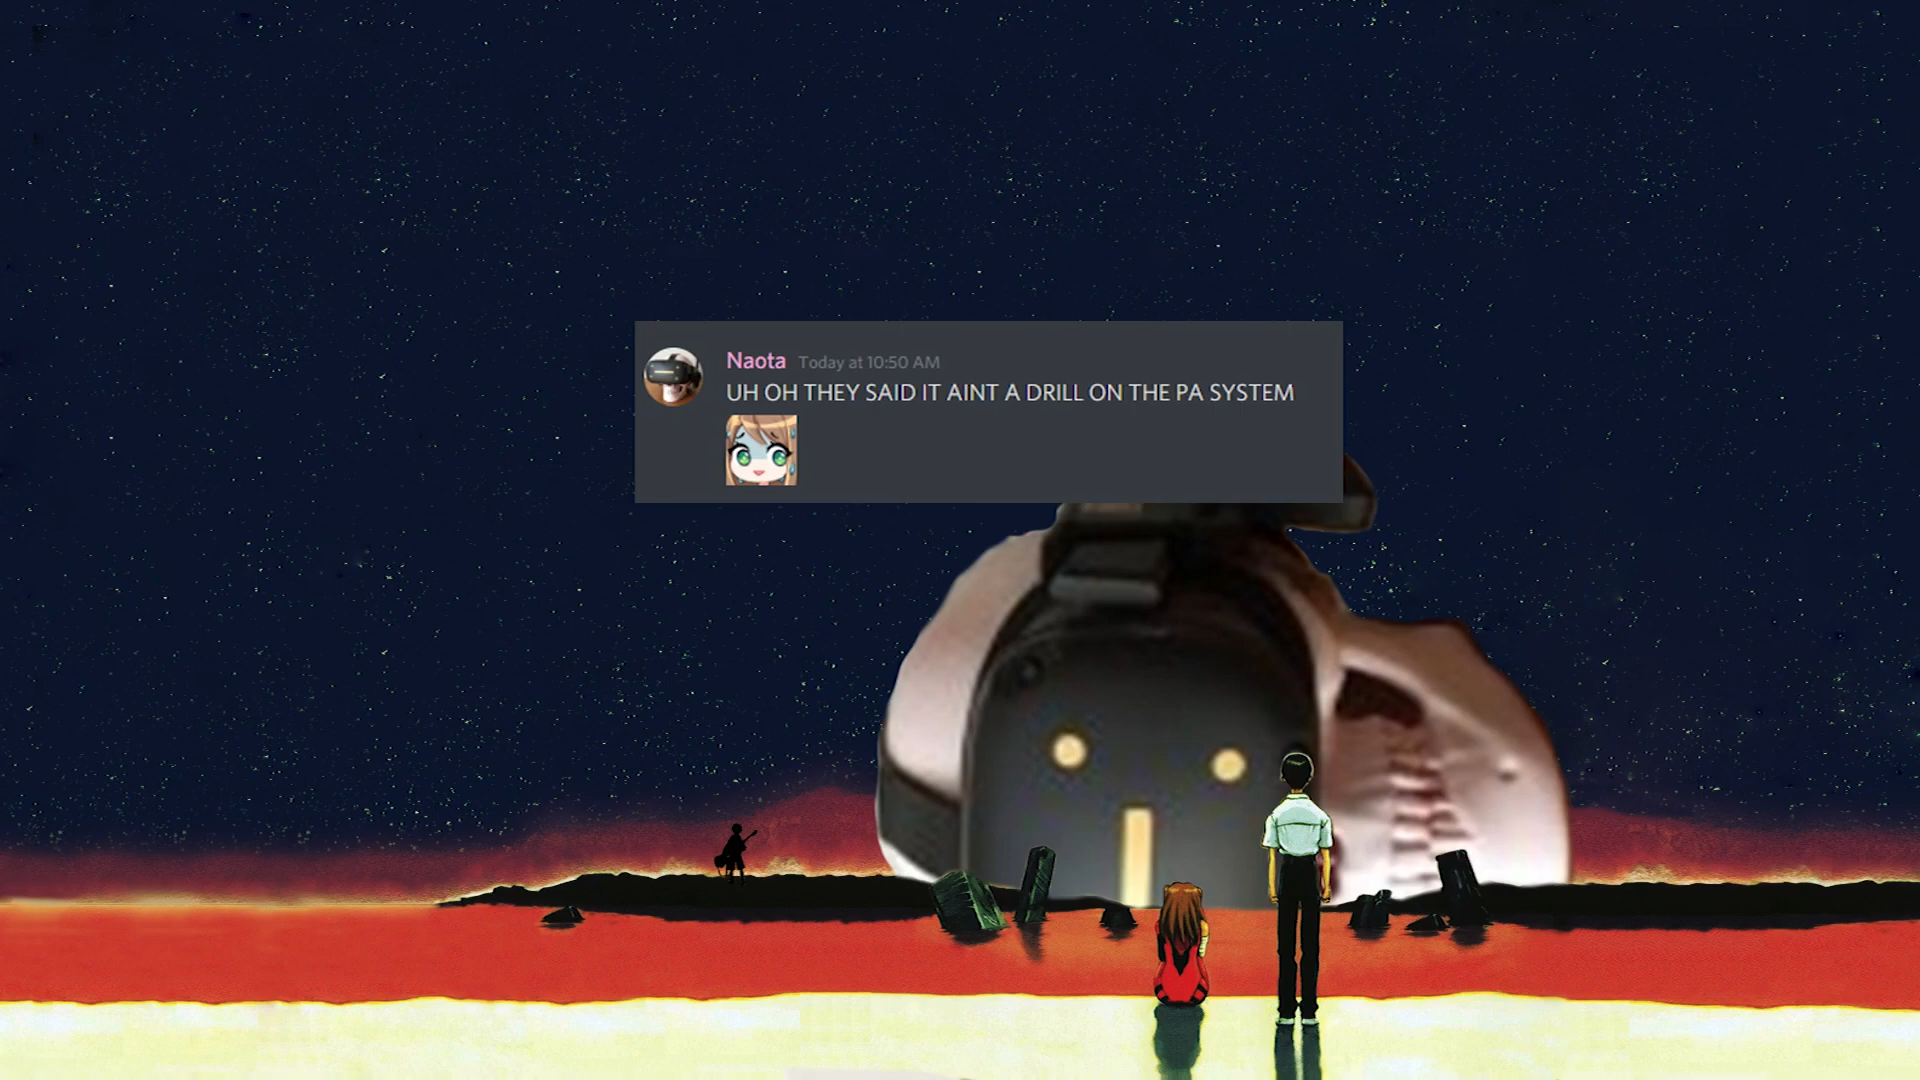 Naota Today at 10:50 AM
UH OH THEY SAID IT AINT A DRILL ON THE PA SYSTEM